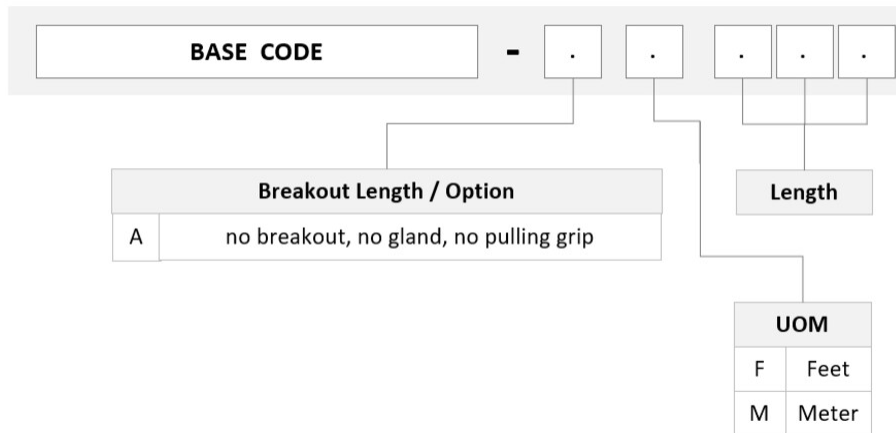 BASE CODE - . . . . .
Breakout Length / Option
A no breakout, no gland, no pulling grip
Length
UOM
F Feet
M Meter